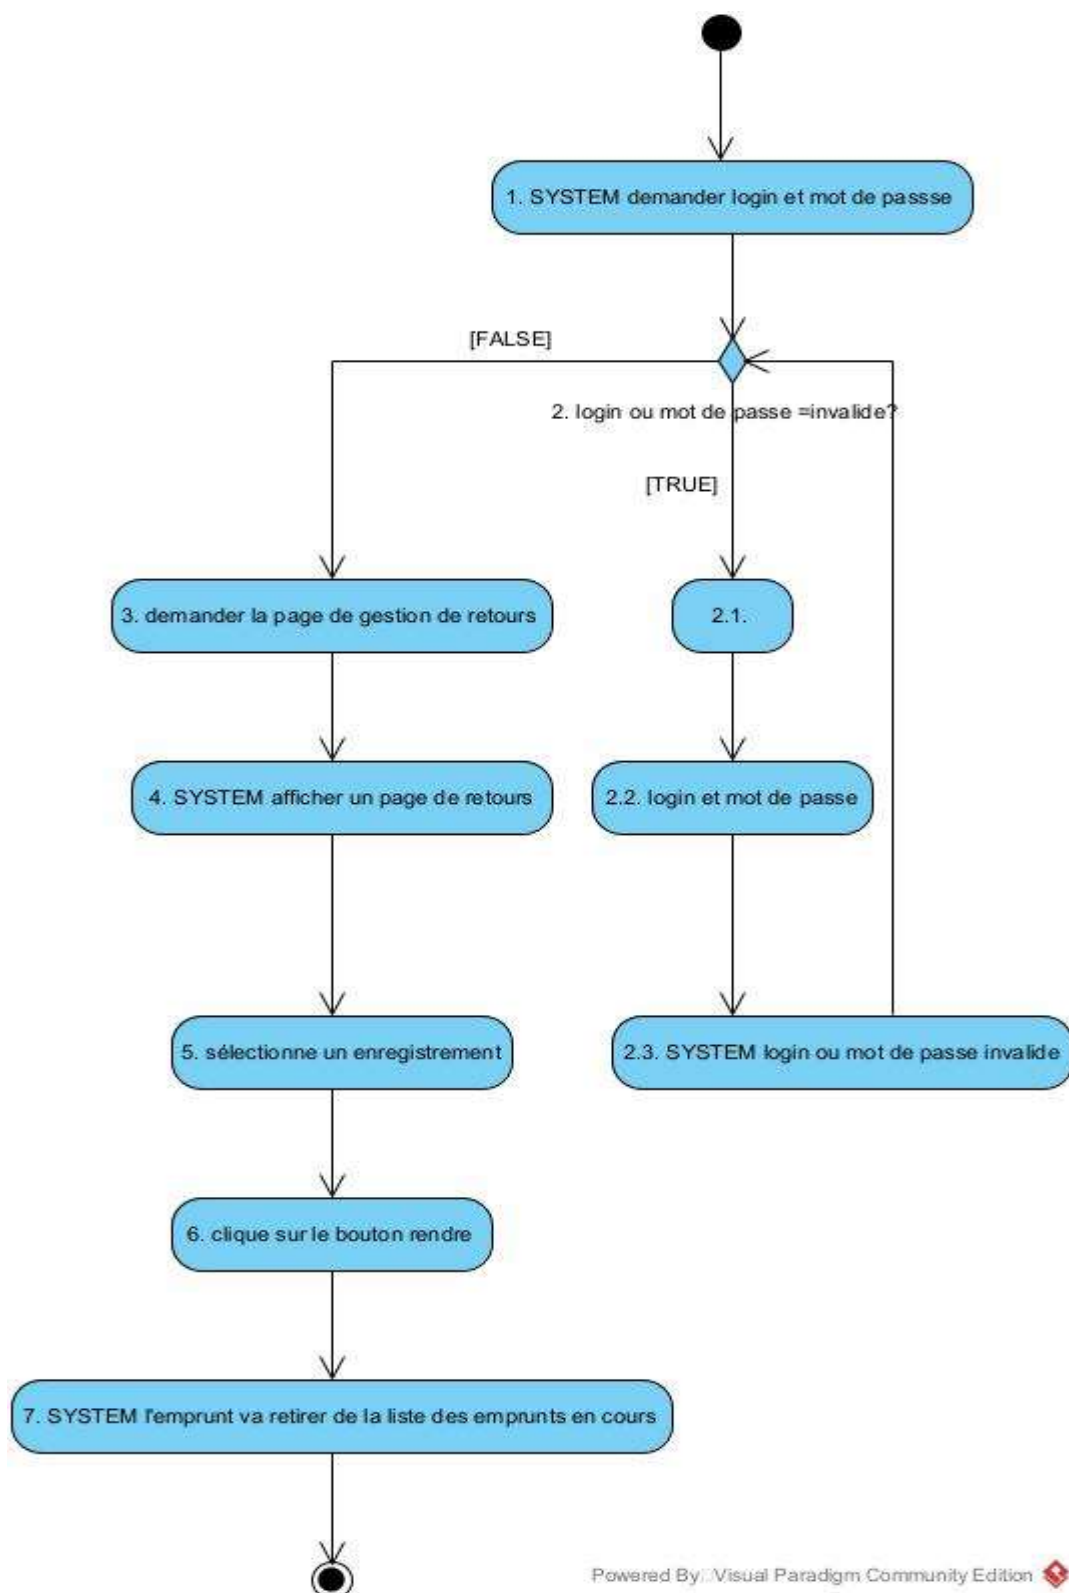 1. SYSTEM demander login et mot de passse
[FALSE]
2. login ou mot de passe =invalide?
[TRUE]
3. demander la page de gestion de retours
2.1.
4. SYSTEM afficher un page de retours
2.2. login et mot de passe
5. sélectionne un enregistrement
2.3. SYSTEM login ou mot de passe invalide
6. clique sur le bouton rendre
7. SYSTEM l'emprunt va retirer de la liste des emprunts en cours
Powered By Visual Paradigm Community Edition